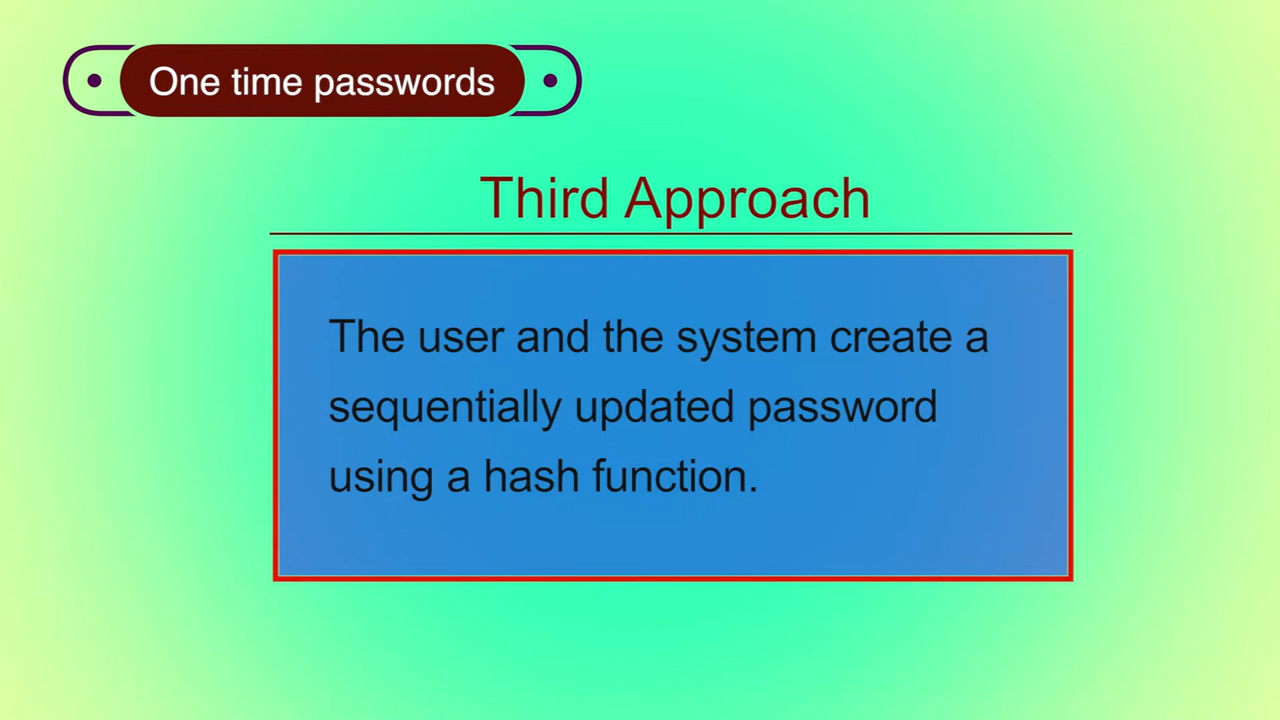 One time passwords
Third Approach
The user and the system create a
sequentially updated password
using a hash function.